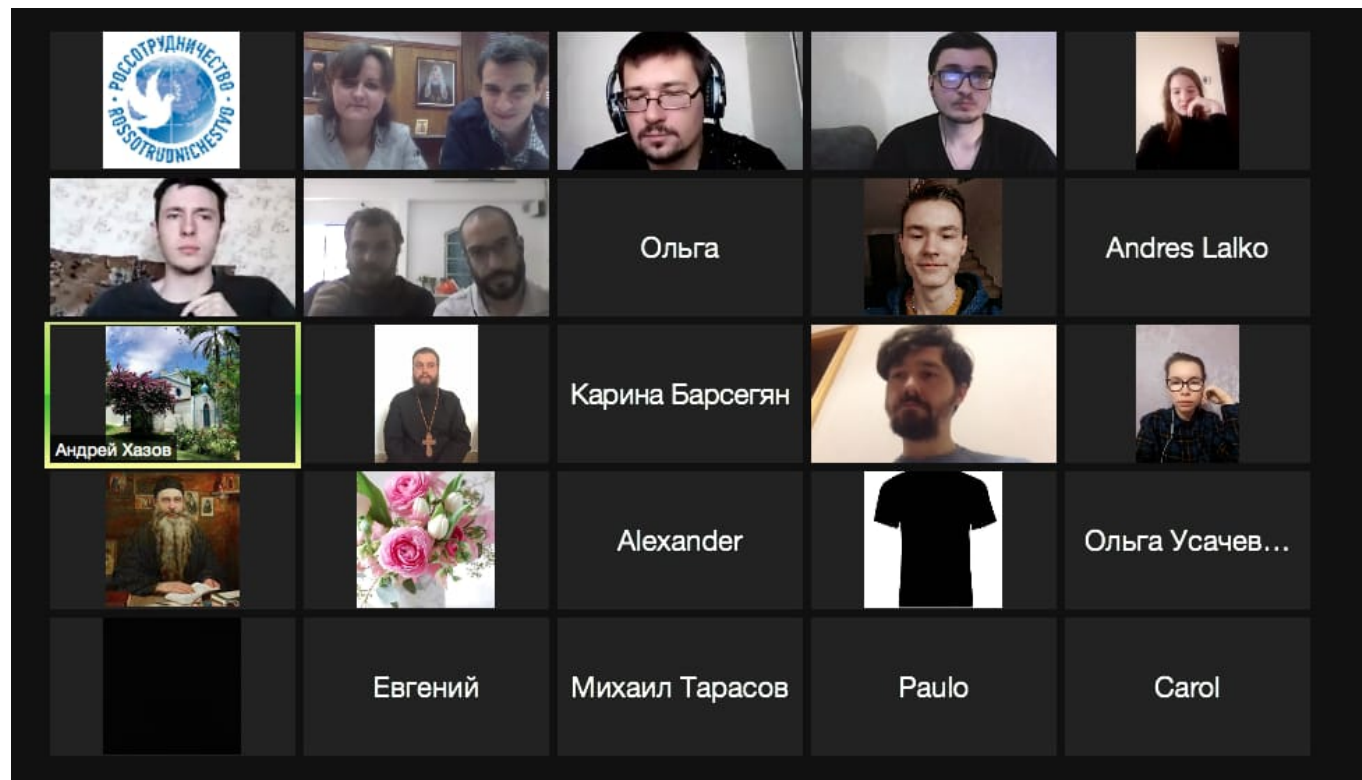 РОССОТРУДНИЧЕСТВО · ROSSOTRUDNICHESTVO ·
Ольга
Andres Lalko
Андрей Хазов
Карина Барсегян
Alexander
Ольга Усачев...
Евгений
Михаил Тарасов
Paulo
Carol